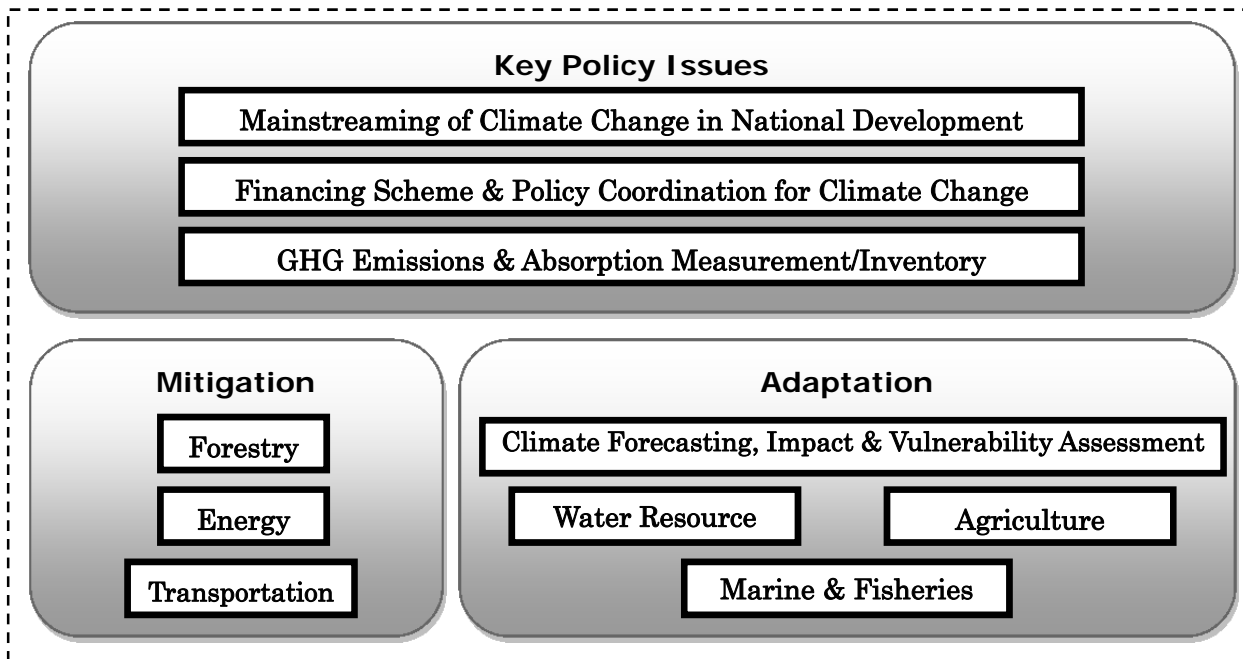 Key Policy Issues
Mainstreaming of Climate Change in National Development
Financing Scheme & Policy Coordination for Climate Change
GHG Emissions & Absorption Measurement/Inventory
Mitigation
Forestry
Energy
Transportation
Adaptation
Climate Forecasting, Impact & Vulnerability Assessment
Water Resource
Agriculture
Marine & Fisheries